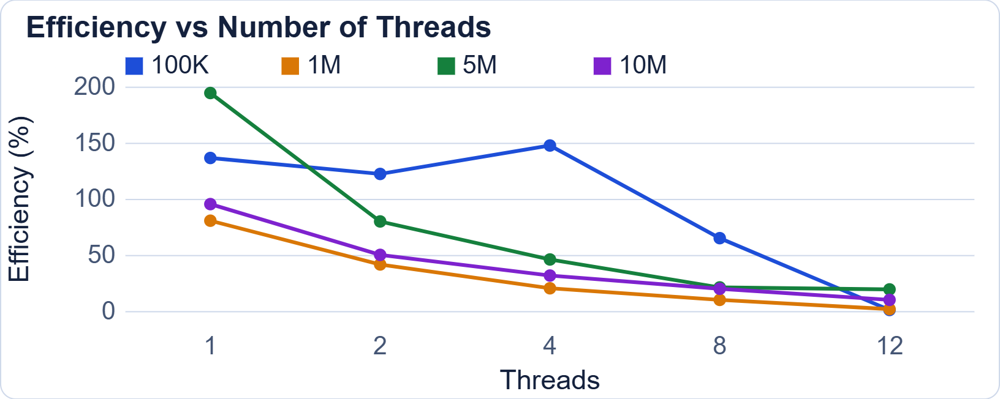 Efficiency vs Number of Threads
100K 1M 5M 10M
200
150
100
50
0
Efficiency (%)
1 2 4 8 12
Threads